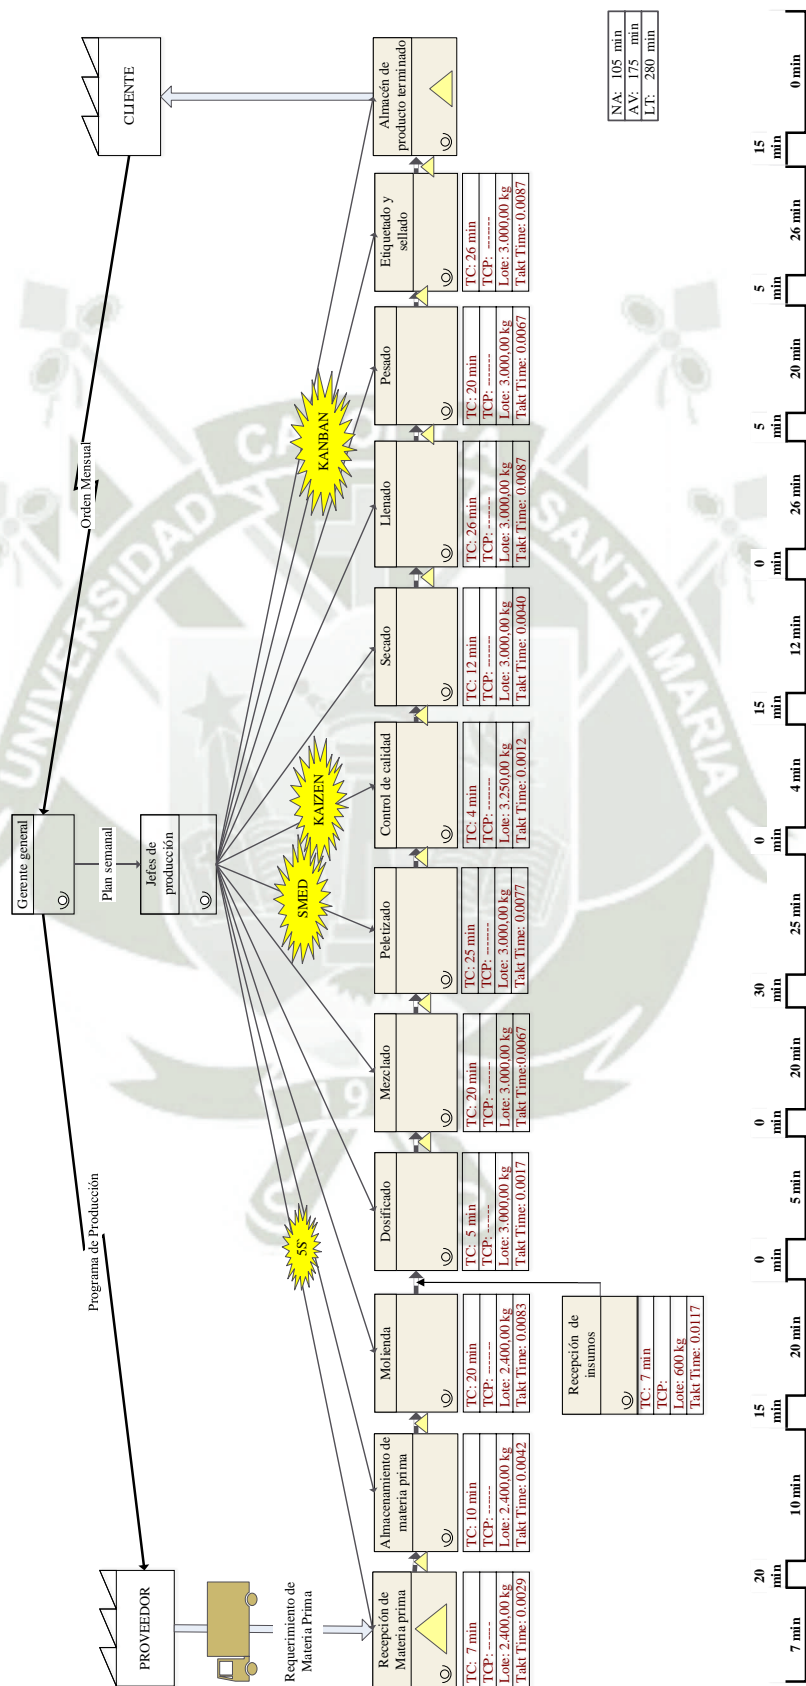 PROVEEDOR
CLIENTE
Gerente general
Plan semanal
Jefes de
producción
Orden Mensual
Programa de Producción
Requerimiento de
Materia Prima
5S
SMED
KAIZEN
KANBAN
Recepción de
Materia prima
TC: 7 min
TCP: ------
Lote: 2.400,00 kg
Takt Time: 0.0029
Almacenamiento de
materia prima
TC: 10 min
TCP: -------
Lote: 2.400,00 kg
Takt Time: 0.0042
Molienda
TC: 20 min
TCP: -------
Lote: 2.400,00 kg
Takt Time: 0.0083
Recepción de
insumos
TC: 7 min
TCP:
Lote: 600 kg
Takt Time: 0.0117
Dosificado
TC: 5 min
TCP: ------
Lote: 3.000,00 kg
Takt Time: 0.0017
Mezclado
TC: 20 min
TCP: -------
Lote: 3.000,00 kg
Takt Time:0.0067
Peletizado
TC: 25 min
TCP: -------
Lote: 3.000,00 kg
Takt Time: 0.0077
Control de calidad
TC: 4 min
TCP: -------
Lote: 3.250,00 kg
Takt Time: 0.0012
Secado
TC: 12 min
TCP: -------
Lote: 3.000,00 kg
Takt Time: 0.0040
Llenado
TC: 26 min
TCP: -------
Lote: 3.000,00 kg
Takt Time: 0.0087
Pesado
TC: 20 min
TCP: -------
Lote: 3.000,00 kg
Takt Time: 0.0067
Etiquetado y
sellado
TC: 26 min
TCP: -------
Lote: 3.000,00 kg
Takt Time: 0.0087
Almacén de
producto terminado
NA: 105 min
AV: 175 min
LT: 280 min
7 min
20
min
10 min
15
min
20 min
0
min
5 min
0
min
20 min
30
min
25 min
0
min
4 min
15
min
12 min
0
min
26 min
5
min
20 min
5
min
26 min
15
min
0 min
UNIVERSIDAD
SANTA MARIA